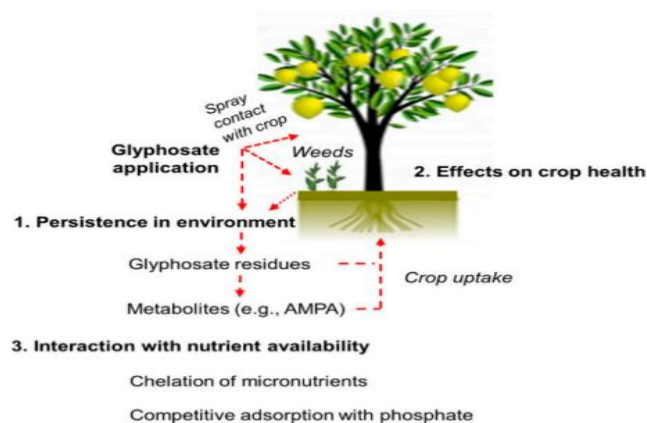 Spray
contact
with crop
Glyphosate
application
Weeds
2. Effects on crop health
1. Persistence in environment
Glyphosate residues
Crop uptake
Metabolites (e.g., AMPA)
3. Interaction with nutrient availability
Chelation of micronutrients
Competitive adsorption with phosphate